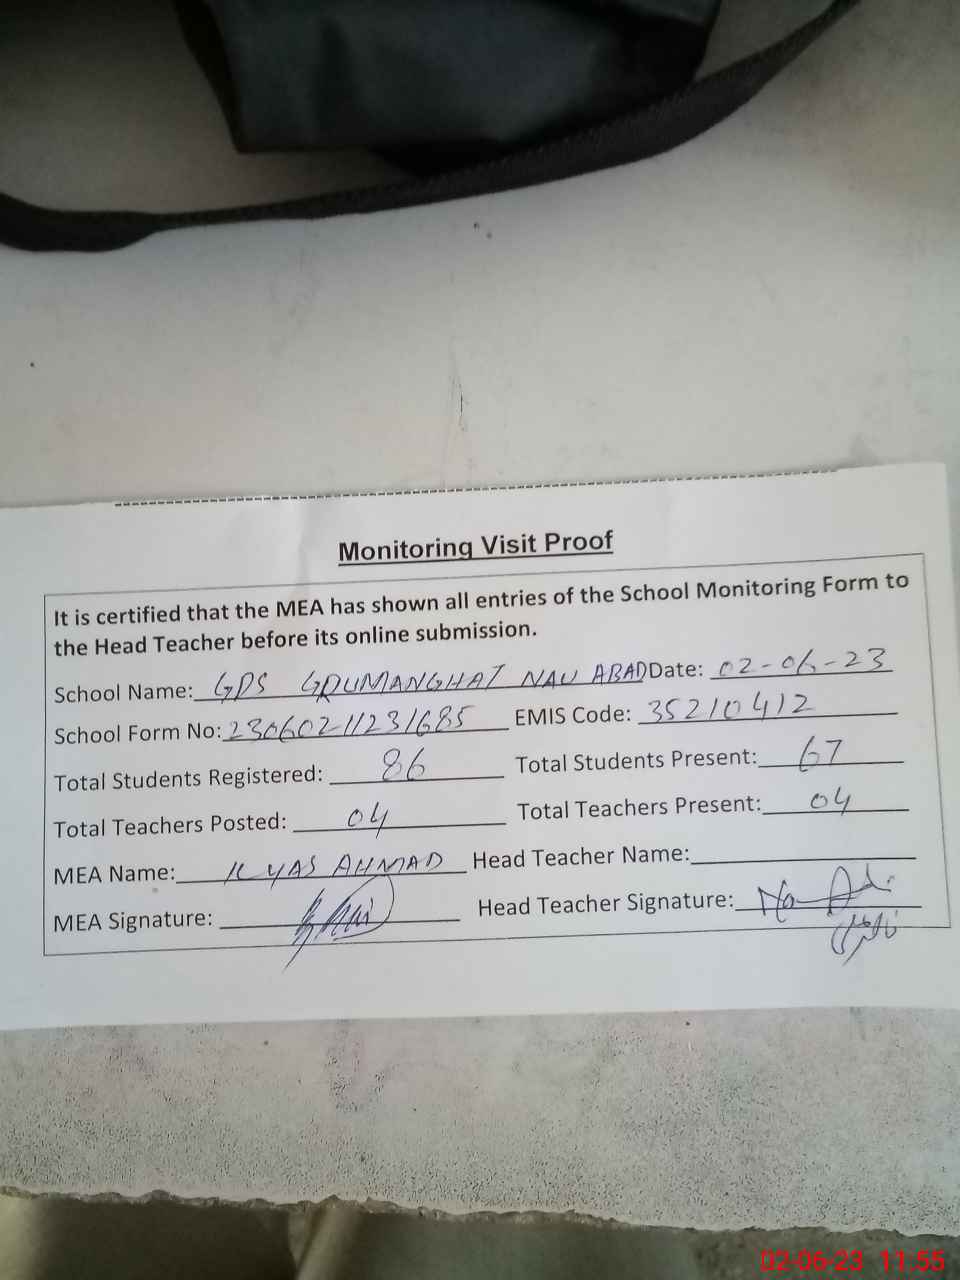 Monitoring Visit Proof
It is certified that the MEA has shown all entries of the School Monitoring Form to
the Head Teacher before its online submission.
School Name: GPS GRUMANGHAT NAU ABAD Date: 02-06-23
School Form No: 23060211231685 EMIS Code: 35210412
Total Students Registered: 86 Total Students Present: 67
Total Teachers Posted: 04 Total Teachers Present: 04
MEA Name: ILYAS AHMAD Head Teacher Name:
MEA Signature: Head Teacher Signature:
02-06-23 11:55